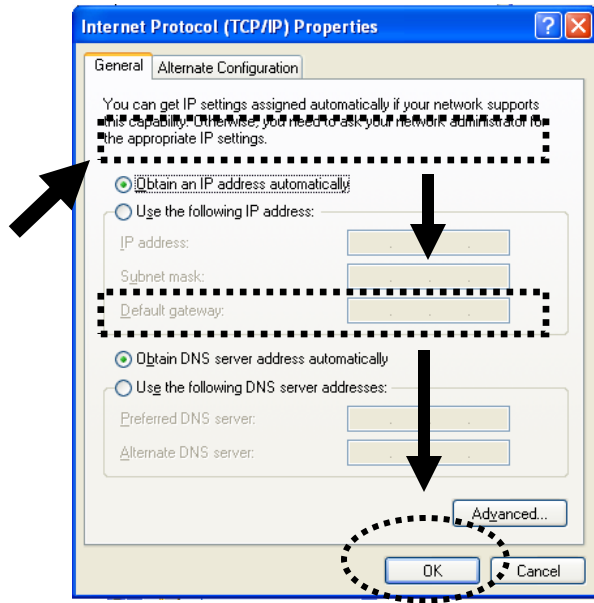 Internet Protocol (TCP/IP) Properties
General
Alternate Configuration
You can get IP settings assigned automatically if your network supports
this capability. Otherwise, you need to ask your network administrator for
the appropriate IP settings.
Obtain an IP address automatically
Use the following IP address:
IP address:
Subnet mask:
Default gateway:
Obtain DNS server address automatically
Use the following DNS server addresses:
Preferred DNS server:
Alternate DNS server:
Advanced...
OK
Cancel